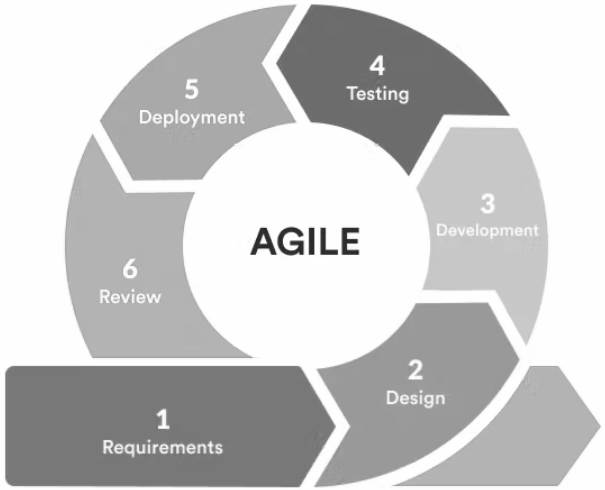 AGILE
1
Requirements
2
Design
3
Development
4
Testing
5
Deployment
6
Review